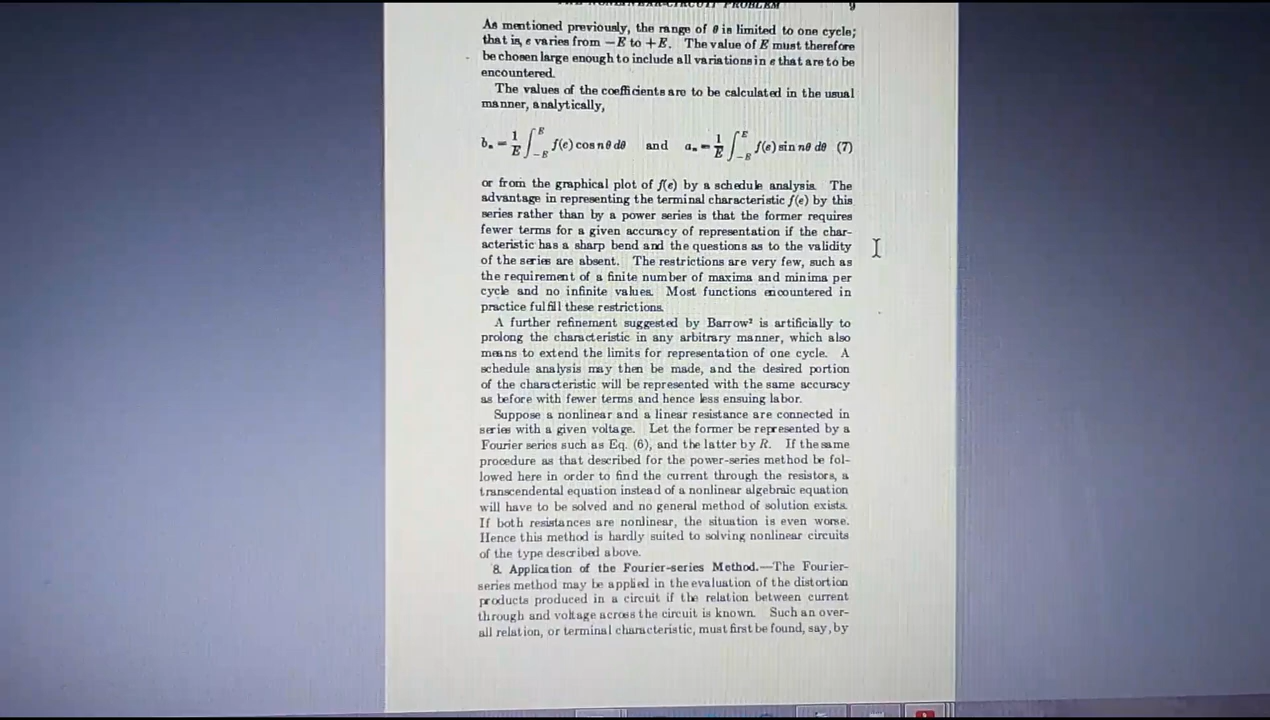 THE NONLINEAR-CIRCUIT PROBLEM 9
As mentioned previously, the range of θ is limited to one cycle;
that is, e varies from −E to +E. The value of E must therefore
be chosen large enough to include all variations in e that are to be
encountered.
The values of the coefficients are to be calculated in the usual
manner, analytically,
bₙ = 1/E ∫_{−E}^{E} f(e) cos nθ dθ and aₙ = 1/E ∫_{−E}^{E} f(e) sin nθ dθ (7)
or from the graphical plot of f(e) by a schedule analysis. The
advantage in representing the terminal characteristic f(e) by this
series rather than by a power series is that the former requires
fewer terms for a given accuracy of representation if the char-
acteristic has a sharp bend and the questions as to the validity
of the series are absent. The restrictions are very few, such as
the requirement of a finite number of maxima and minima per
cycle and no infinite values. Most functions encountered in
practice fulfill these restrictions.
A further refinement suggested by Barrow² is artificially to
prolong the characteristic in any arbitrary manner, which also
means to extend the limits for representation of one cycle. A
schedule analysis may then be made, and the desired portion
of the characteristic will be represented with the same accuracy
as before with fewer terms and hence less ensuing labor.
Suppose a nonlinear and a linear resistance are connected in
series with a given voltage. Let the former be represented by a
Fourier series such as Eq. (6), and the latter by R. If the same
procedure as that described for the power-series method be fol-
lowed here in order to find the current through the resistors, a
transcendental equation instead of a nonlinear algebraic equation
will have to be solved and no general method of solution exists.
If both resistances are nonlinear, the situation is even worse.
Hence this method is hardly suited to solving nonlinear circuits
of the type described above.
8. Application of the Fourier-series Method.—The Fourier-
series method may be applied in the evaluation of the distortion
products produced in a circuit if the relation between current
through and voltage across the circuit is known. Such an over-
all relation, or terminal characteristic, must first be found, say, by